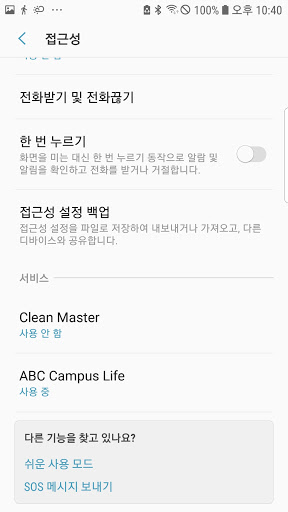 100% 오후 10:40
접근성
전화받기 및 전화끊기
한 번 누르기
화면을 미는 대신 한 번 누르기 동작으로 알람 및
알림을 확인하고 전화를 받거나 거절합니다.
접근성 설정 백업
접근성 설정을 파일로 저장하여 내보내거나 가져오고, 다른
디바이스와 공유합니다.
서비스
Clean Master
사용 안 함
ABC Campus Life
사용 중
다른 기능을 찾고 있나요?
쉬운 사용 모드
SOS 메시지 보내기